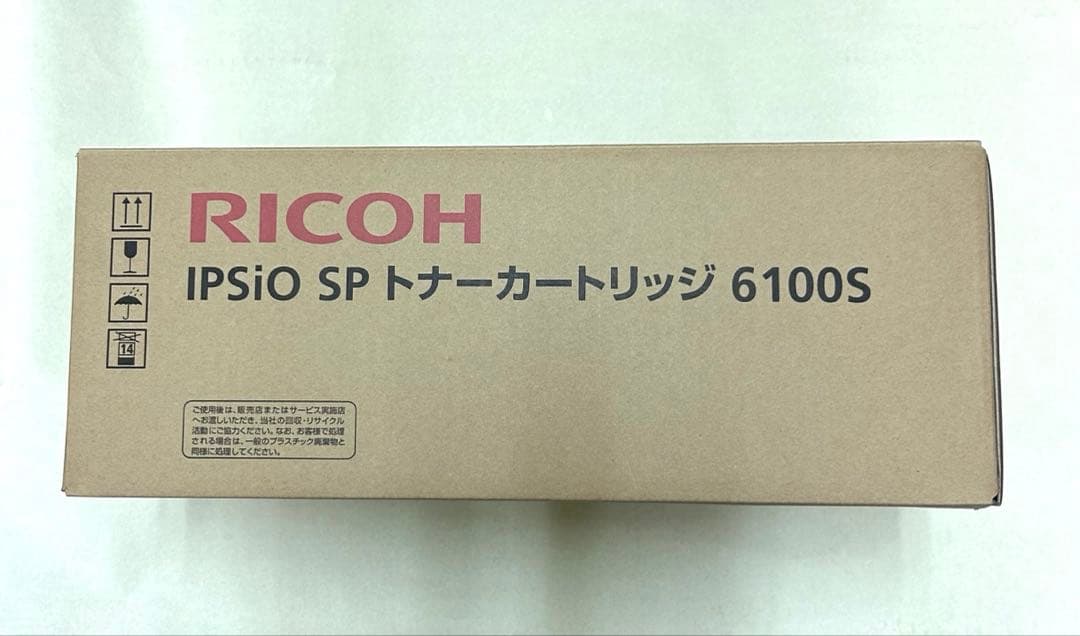 RICOH
IPSiO SP トナーカートリッジ 6100S
14
ご使用後は、販売店またはサービス実施店
へお渡しいただき、当社の回収・リサイクル
活動にご協力ください。なお、お客様で処理
される場合は、一般のプラスチック廃棄物と
同様に処理してください。